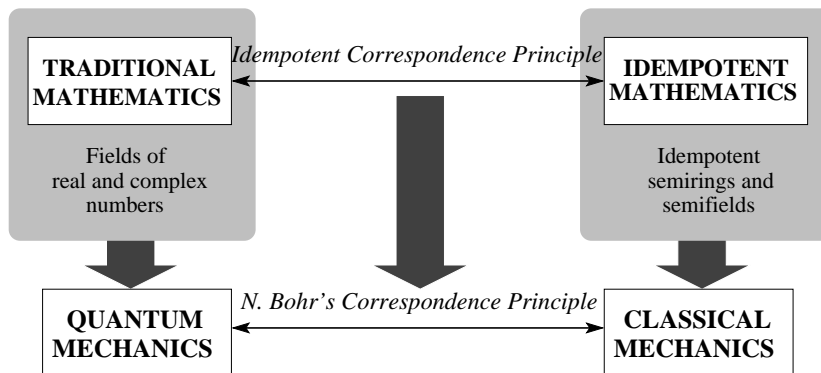 Idempotent Correspondence Principle
TRADITIONAL
MATHEMATICS
IDEMPOTENT
MATHEMATICS
Fields of
real and complex
numbers
Idempotent
semirings and
semifields
N. Bohr's Correspondence Principle
QUANTUM
MECHANICS
CLASSICAL
MECHANICS